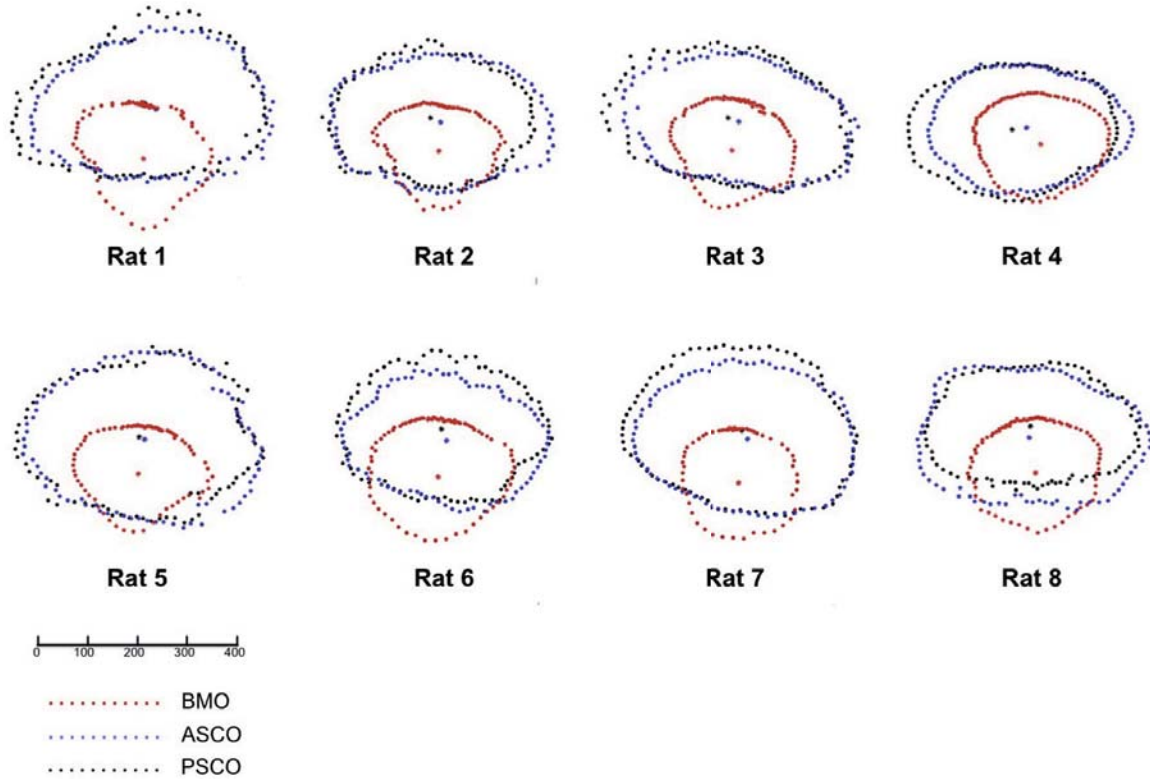 Rat 1 Rat 2 Rat 3 Rat 4
Rat 5 Rat 6 Rat 7 Rat 8
0 100 200 300 400
BMO
ASCO
PSCO